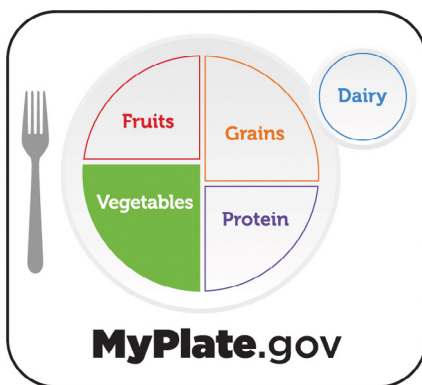 Dairy
Fruits
Grains
Vegetables
Protein
MyPlate.gov